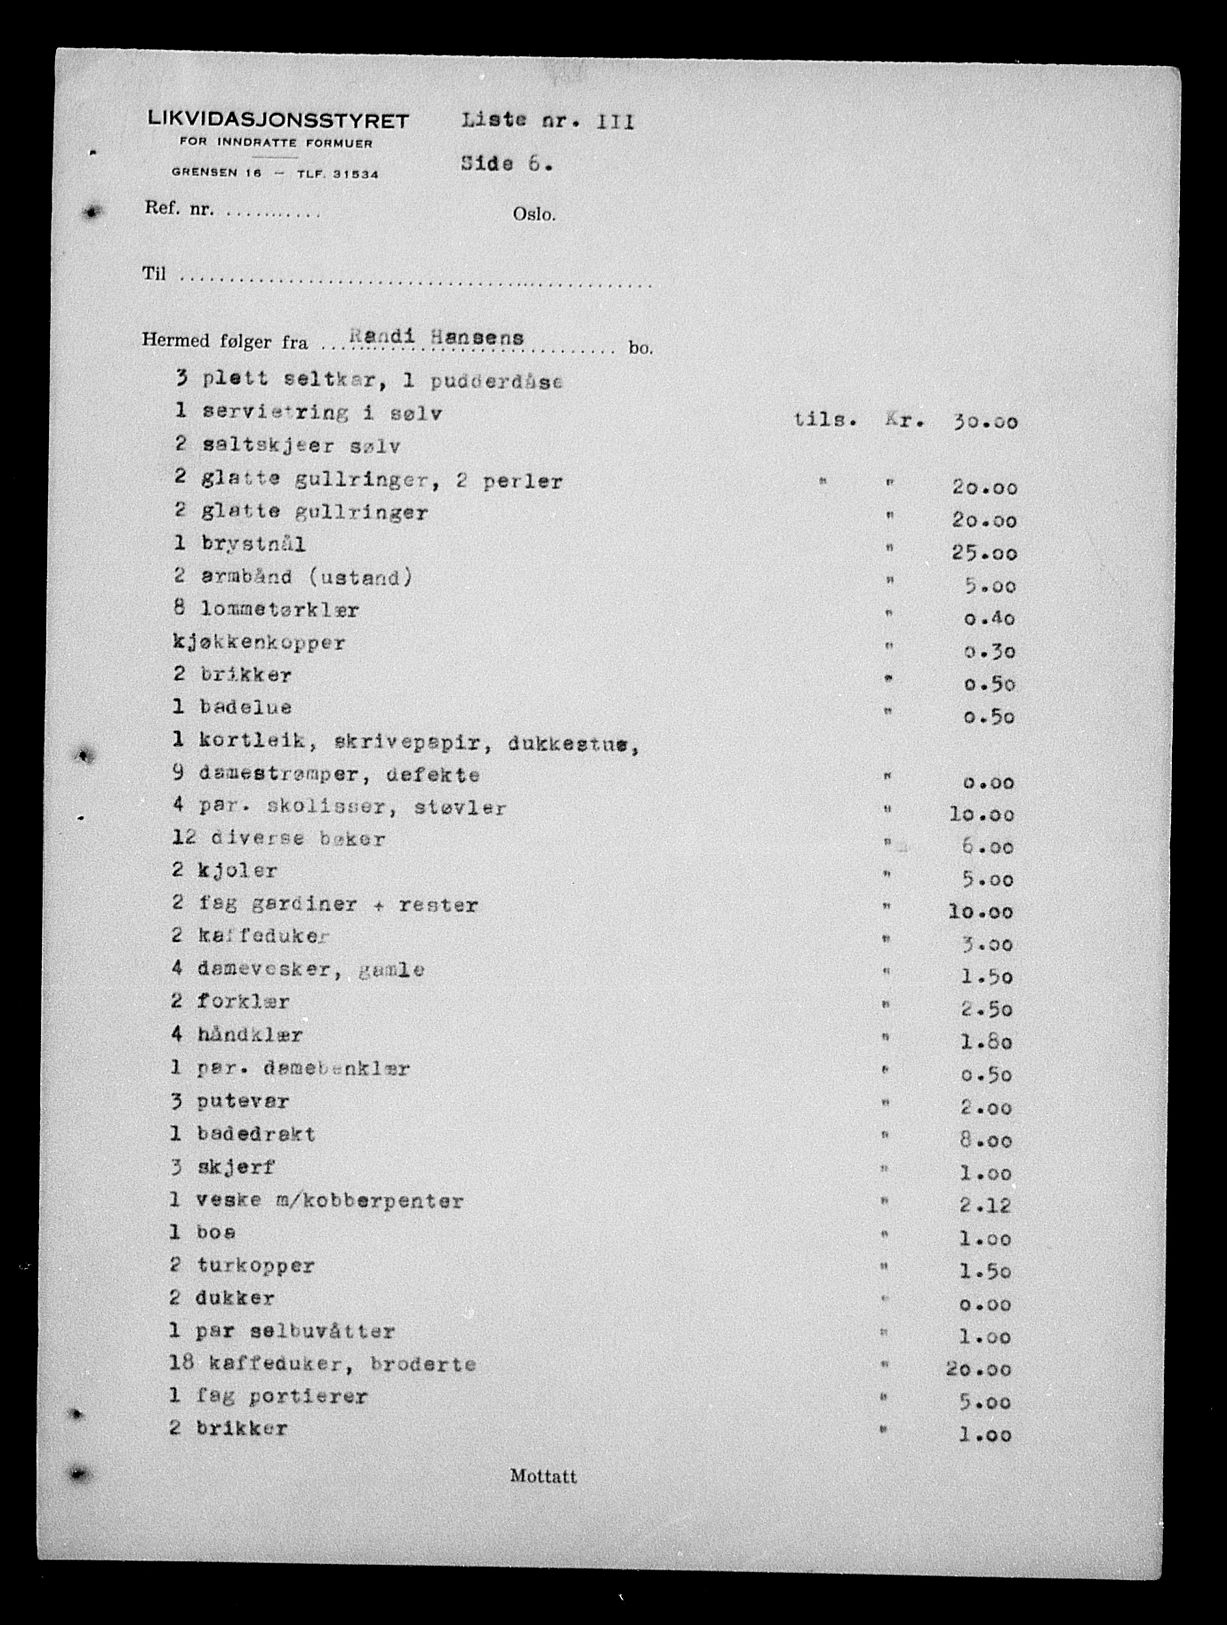 LIKVIDASJONSSTYRET
FOR INNDRATTE FORMUER
GRENSEN 16 — TLF. 31534
Liste nr. III
Side 6.
Ref. nr. ...........
Oslo.
Til ......................................................
Hermed følger fra ....Randi Hansens........... bo.
3 plett saltkar, 1 pudderdåse
1 serviettring i sølv tils. Kr. 30.00
2 saltskjeer sølv
2 glatte gullringer, 2 perler " " 20.00
2 glatte gullringer " 20.00
1 brystnål " 25.00
2 armbånd (ustand) " 5.00
8 lommetørklær " 0.40
kjøkkenkopper " 0.30
2 brikker " 0.50
1 badelue " 0.50
1 kortleik, skrivepapir, dukkestue,
9 damestrømper, defekte " 0.00
4 par. skolisser, støvler " 10.00
12 diverse bøker " 6.00
2 kjoler " 5.00
2 fag gardiner + rester " 10.00
2 kaffeduker " 3.00
4 damevesker, gamle " 1.50
2 forklær " 2.50
4 håndklær " 1.80
1 par. damebenklær " 0.50
3 putevar " 2.00
1 badedrakt " 8.00
3 skjerf " 1.00
1 veske m/kobberpenter " 2.12
1 boa " 1.00
2 turkopper " 1.50
2 dukker " 0.00
1 par selbuvåtter " 1.00
18 kaffeduker, broderte " 20.00
1 fag portierer " 5.00
2 brikker " 1.00
Mottatt